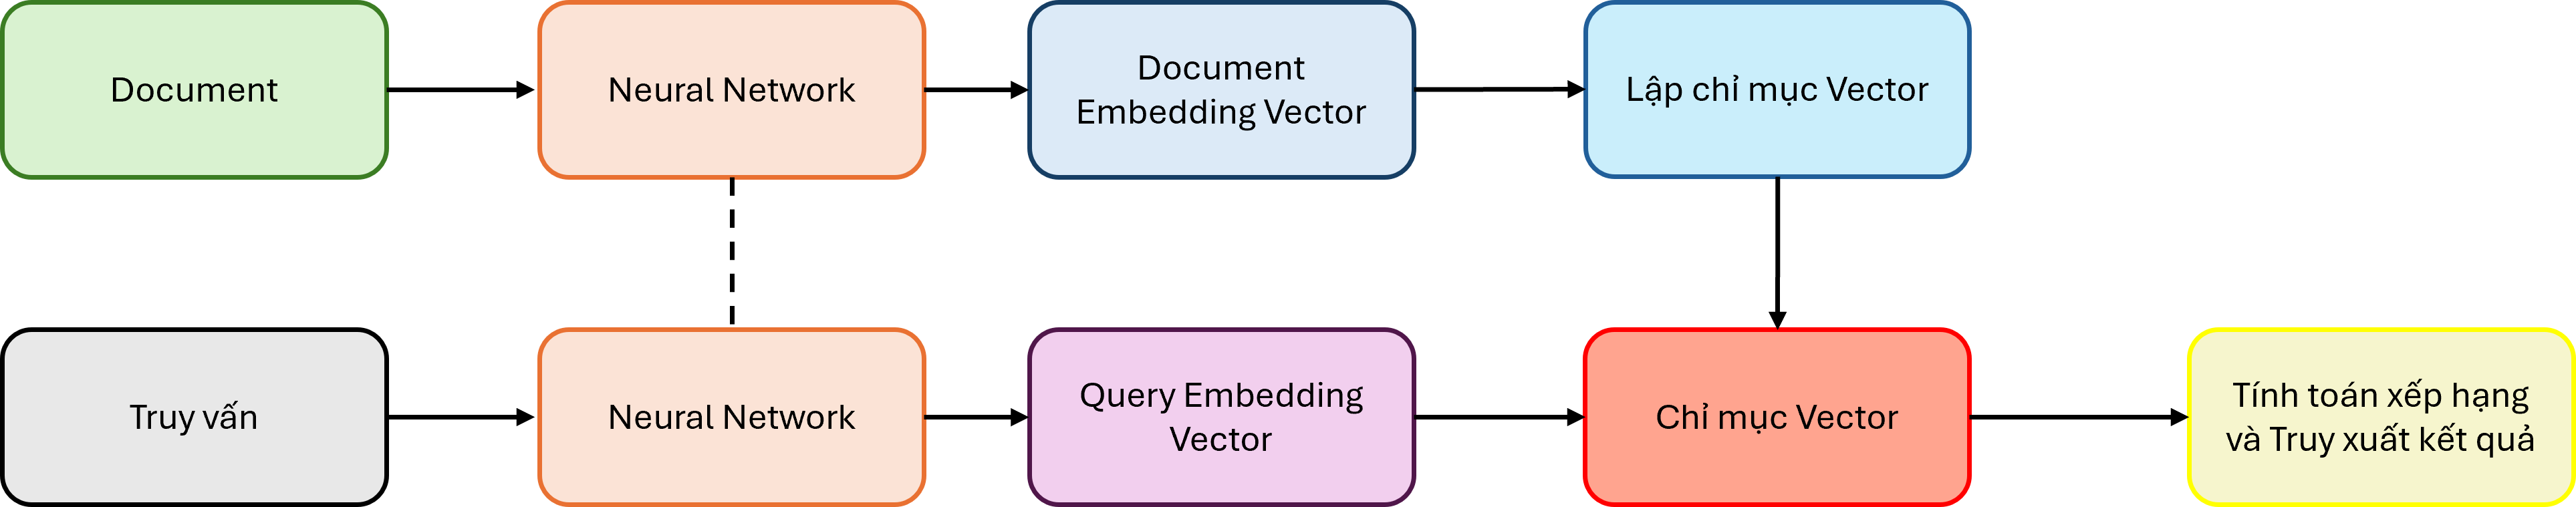 Document
Neural Network
Document
Embedding Vector
Lập chỉ mục Vector
Truy vấn
Neural Network
Query Embedding
Vector
Chỉ mục Vector
Tính toán xếp hạng
và Truy xuất kết quả